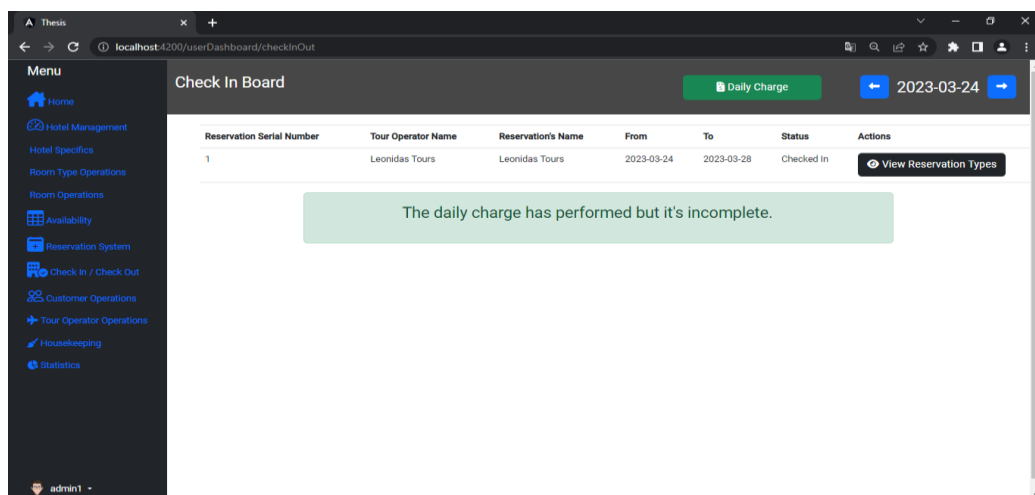 Thesis
localhost:4200/userDashboard/checkInOut
Menu
Home
Hotel Management
Hotel Specifics
Room Type Operations
Room Operations
Availability
Reservation System
Check In / Check Out
Customer Operations
Tour Operator Operations
Housekeeping
Statistics
admin1
Check In Board
Daily Charge
2023-03-24
Reservation Serial Number Tour Operator Name Reservation's Name From To Status Actions
1 Leonidas Tours Leonidas Tours 2023-03-24 2023-03-28 Checked In View Reservation Types
The daily charge has performed but it's incomplete.